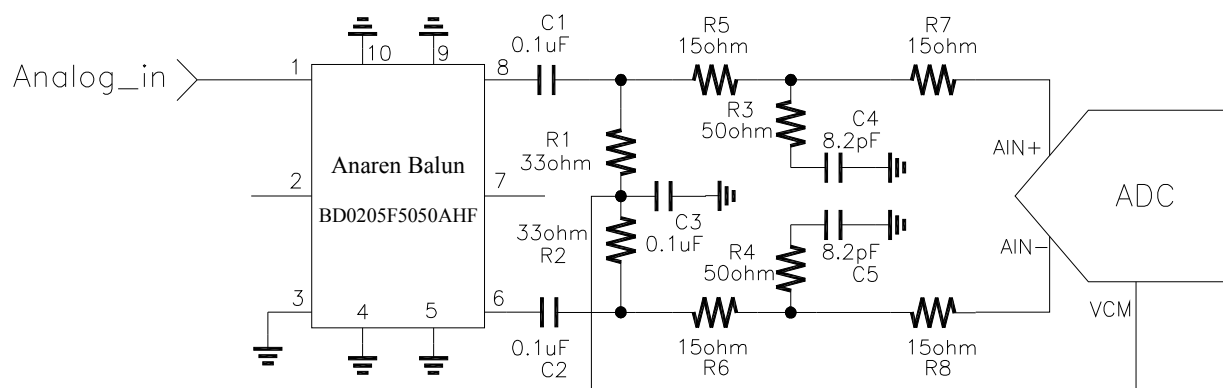 C1
0.1uF
R5
15ohm
R7
15ohm
10
9
Analog_in
1
8
R3
50ohm
C4
8.2pF
R1
33ohm
AIN+
Anaren Balun
2
7
BD0205F5050AHF
ADC
C3
0.1uF
33ohm
R2
R4
50ohm
8.2pF
C5
AIN-
3
4
5
6
VCM
0.1uF
C2
15ohm
R6
15ohm
R8